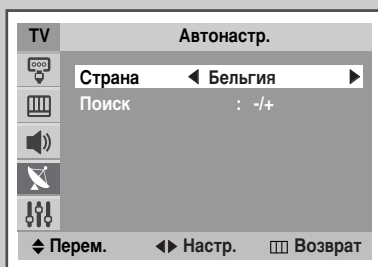 TV Автонастр.
Страна ◀ Бельгия ▶
Поиск : -/+
Перем. Настр. Возврат